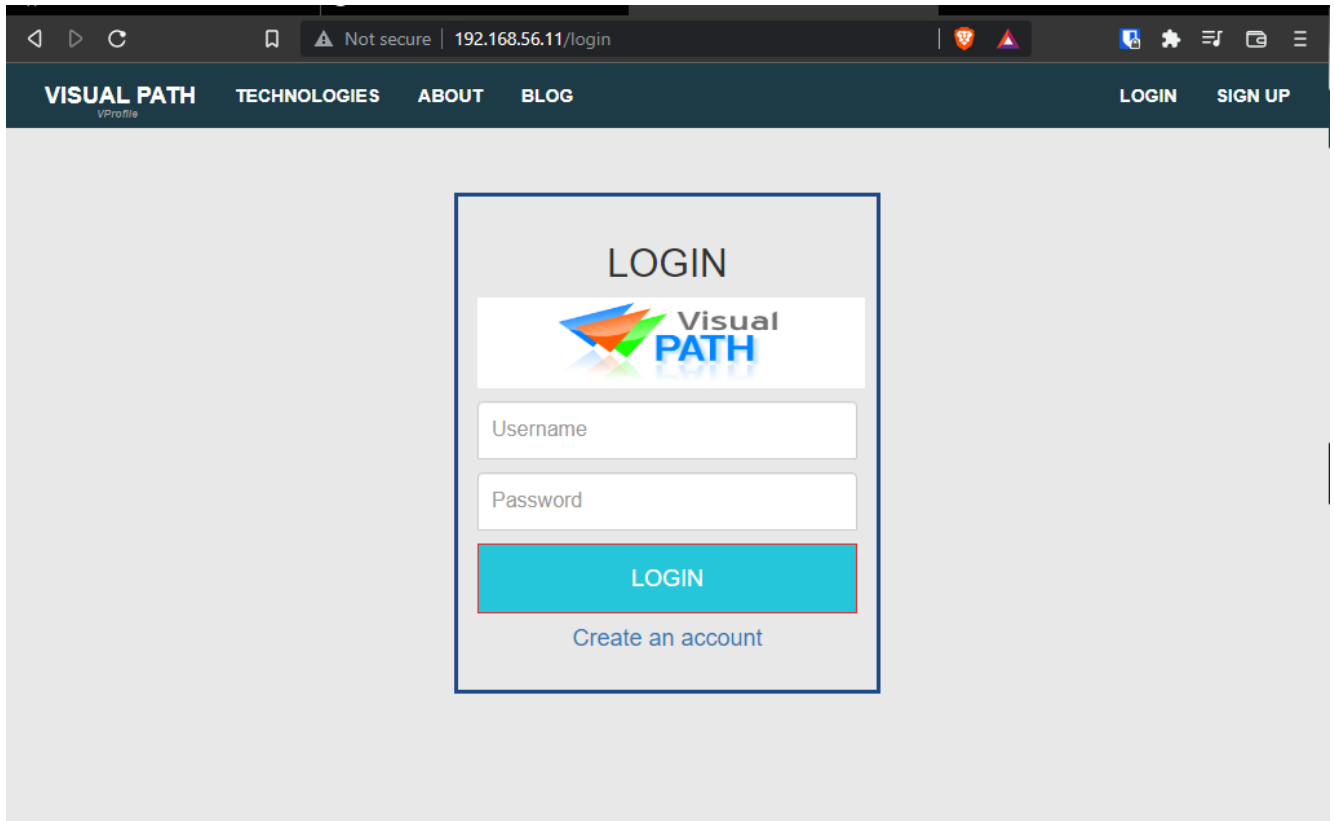 Not secure 192.168.56.11/login
VISUAL PATH TECHNOLOGIES ABOUT BLOG LOGIN SIGN UP
VProfile
LOGIN
Visual
PATH
Username
Password
LOGIN
Create an account